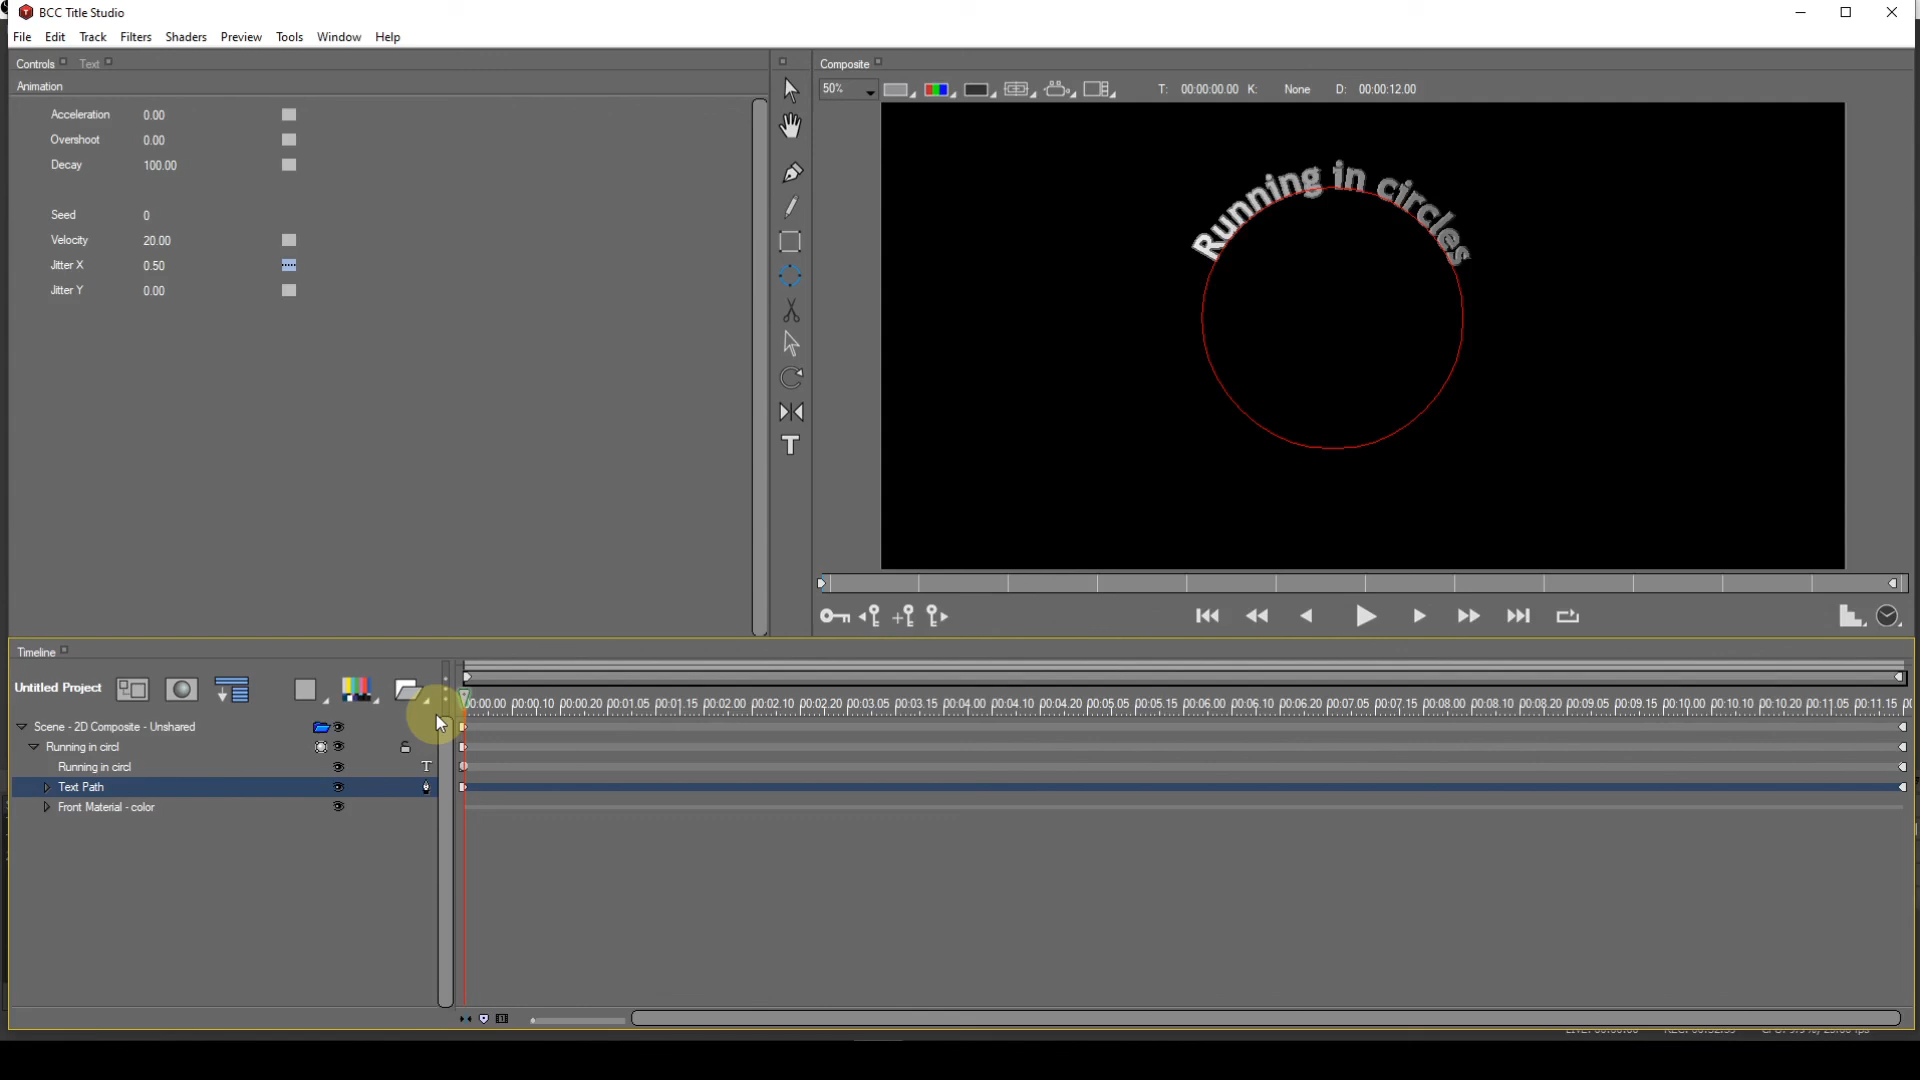 BCC Title Studio
File Edit Track Filters Shaders Preview Tools Window Help
Controls Text
Composite
Animation
50%
T: 00:00:00.00 K: None D: 00:00:12.00
Acceleration 0.00
Overshoot 0.00
Decay 100.00
Seed 0
Velocity 20.00
Jitter X 0.50
Jitter Y 0.00
Running in circles
T
Timeline
Untitled Project
00:00.00 00:00.10 00:00.20 00:01.05 00:01.15 00:02.00 00:02.10 00:02.20 00:03.05 00:03.15 00:04.00 00:04.10 00:04.20 00:05.05 00:05.15 00:06.00 00:06.10 00:06.20 00:07.05 00:07.15 00:08.00 00:08.10 00:08.20 00:09.05 00:09.15 00:10.00 00:10.10 00:10.20 00:11.05 00:11.15
Scene - 2D Composite - Unshared
Running in circl
Running in circl T
Text Path
Front Material - color